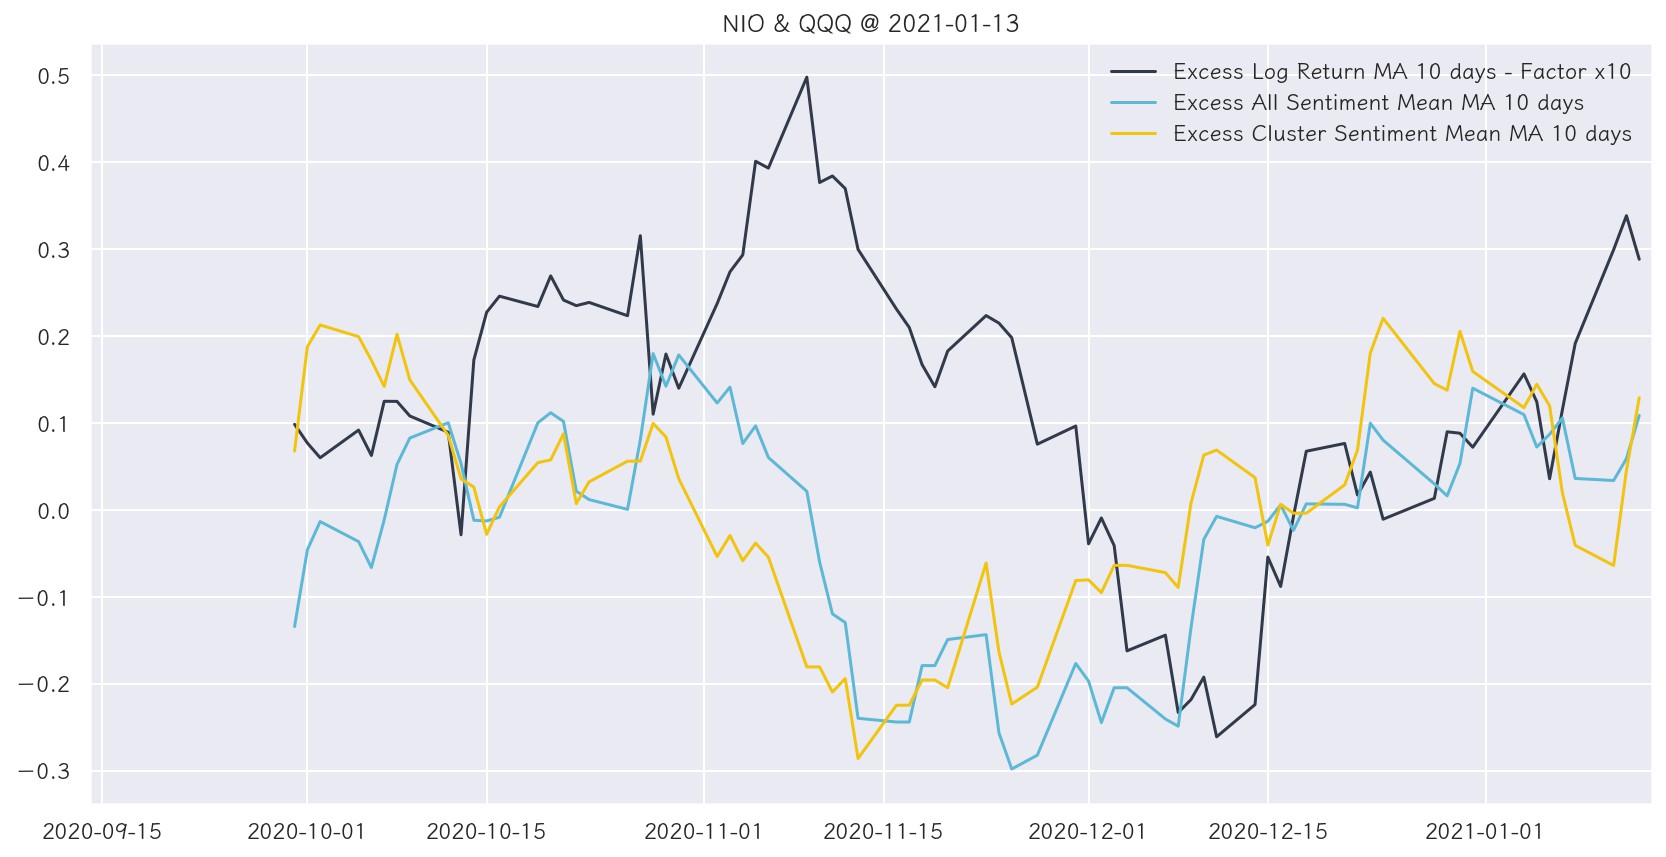 NIO & QQQ @ 2021-01-13
Excess Log Return MA 10 days - Factor x10
Excess All Sentiment Mean MA 10 days
Excess Cluster Sentiment Mean MA 10 days
0.5
0.4
0.3
0.2
0.1
0.0
−0.1
−0.2
−0.3
2020-09-15 2020-10-01 2020-10-15 2020-11-01 2020-11-15 2020-12-01 2020-12-15 2021-01-01